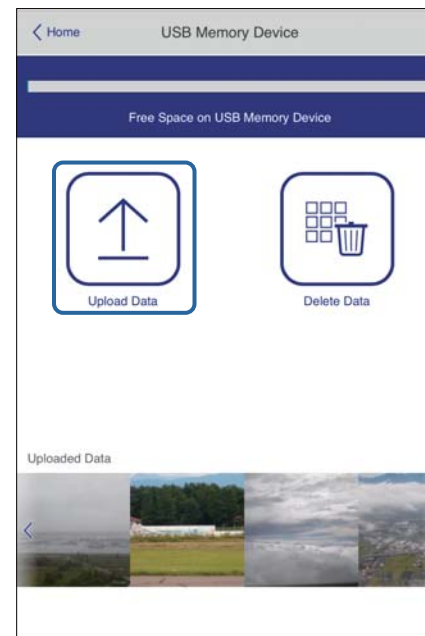 Home
USB Memory Device
Free Space on USB Memory Device
Upload Data
Delete Data
Uploaded Data